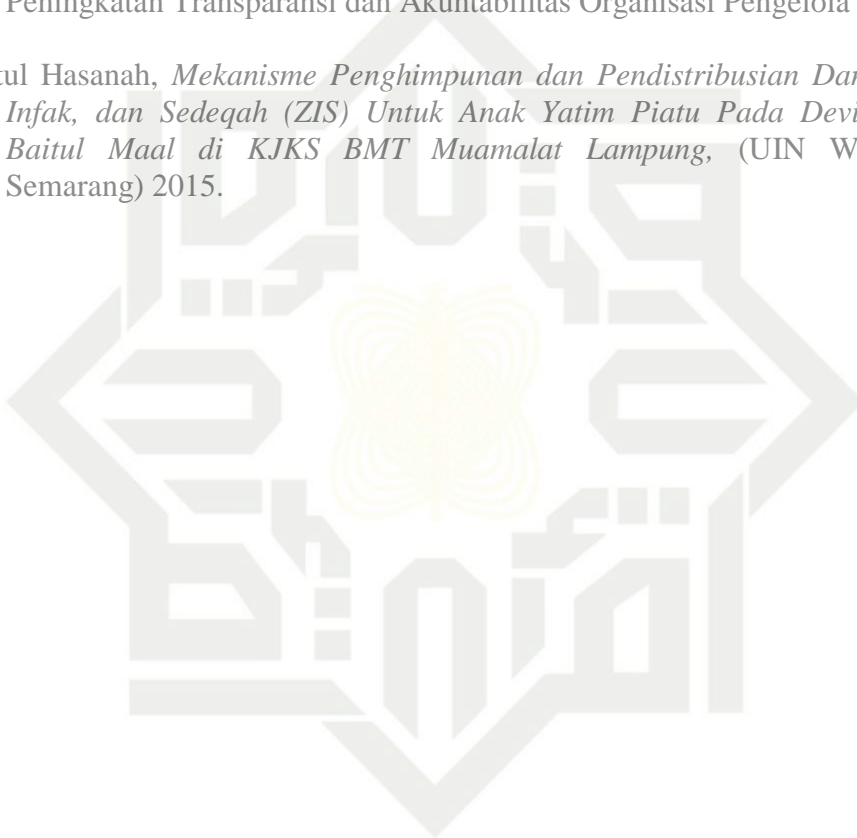 Peningkatan Transparansi dan Akuntabilitas Organisasi Pengelola
tul Hasanah, Mekanisme Penghimpunan dan Pendistribusian Dar
Infak, dan Sedeqah (ZIS) Untuk Anak Yatim Piatu Pada Devi
Baitul Maal di KJKS BMT Muamalat Lampung, (UIN W
Semarang) 2015.